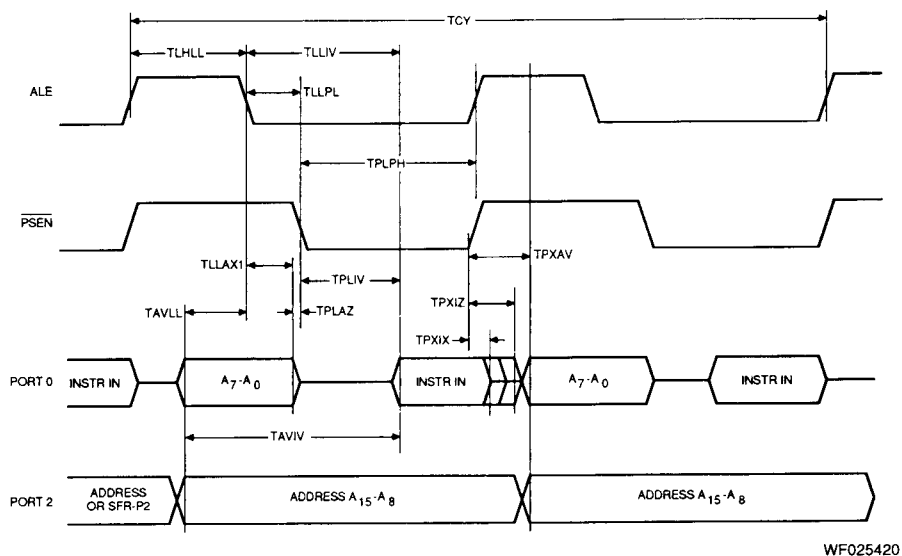 TCY
TLHLL
TLLIV
ALE
TLLPL
TPLPH
PSEN
TLLAX1
TPLIV
TPXAV
TAVLL
TPLAZ
TPXIZ
TPXIX
PORT 0
INSTR IN
A7-A0
INSTR IN
A7-A0
INSTR IN
TAVIV
PORT 2
ADDRESS
OR SFR-P2
ADDRESS A15-A8
ADDRESS A15-A8
WF025420